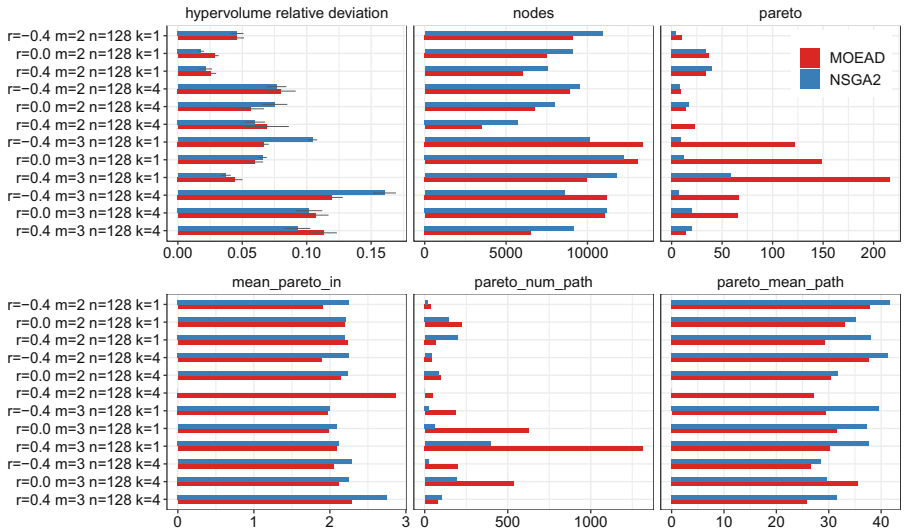 hypervolume relative deviation
nodes
pareto
r=−0.4 m=2 n=128 k=1
r=0.0 m=2 n=128 k=1
r=0.4 m=2 n=128 k=1
r=−0.4 m=2 n=128 k=4
r=0.0 m=2 n=128 k=4
r=0.4 m=2 n=128 k=4
r=−0.4 m=3 n=128 k=1
r=0.0 m=3 n=128 k=1
r=0.4 m=3 n=128 k=1
r=−0.4 m=3 n=128 k=4
r=0.0 m=3 n=128 k=4
r=0.4 m=3 n=128 k=4
MOEAD
NSGA2
0.00 0.05 0.10 0.15
0 5000 10000
0 50 100 150 200
mean_pareto_in
pareto_num_path
pareto_mean_path
r=−0.4 m=2 n=128 k=1
r=0.0 m=2 n=128 k=1
r=0.4 m=2 n=128 k=1
r=−0.4 m=2 n=128 k=4
r=0.0 m=2 n=128 k=4
r=0.4 m=2 n=128 k=4
r=−0.4 m=3 n=128 k=1
r=0.0 m=3 n=128 k=1
r=0.4 m=3 n=128 k=1
r=−0.4 m=3 n=128 k=4
r=0.0 m=3 n=128 k=4
r=0.4 m=3 n=128 k=4
0 1 2 3
0 500 1000
0 10 20 30 40